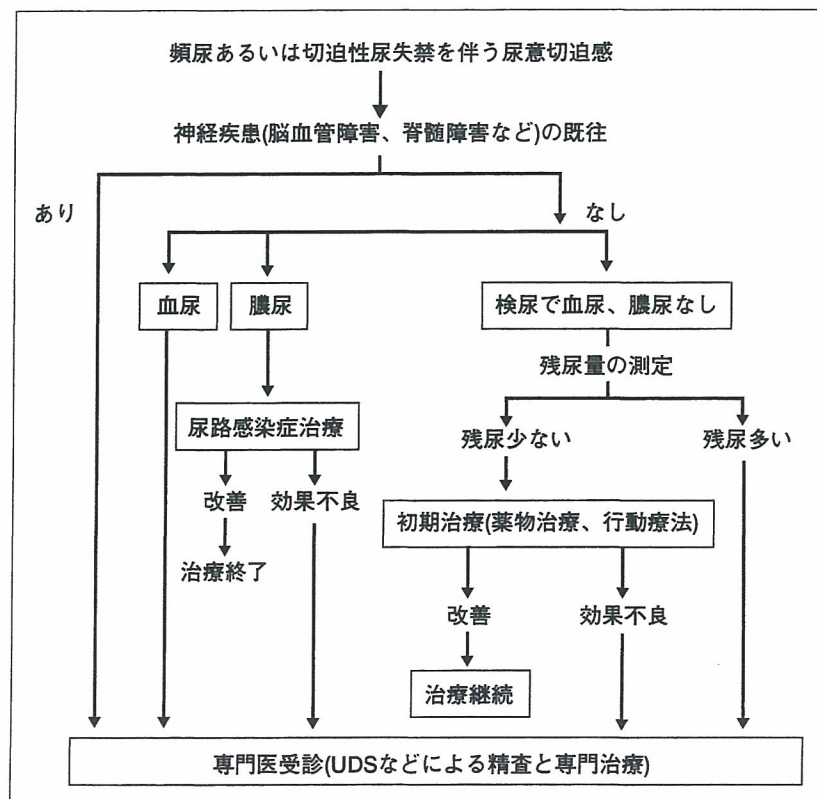 頻尿あるいは切迫性尿失禁を伴う尿意切迫感
神経疾患(脳血管障害、脊髄障害など)の既往
あり
なし
血尿
膿尿
検尿で血尿、膿尿なし
残尿量の測定
尿路感染症治療
残尿少ない
残尿多い
改善
効果不良
初期治療(薬物治療、行動療法)
治療終了
改善
効果不良
治療継続
専門医受診(UDSなどによる精査と専門治療)